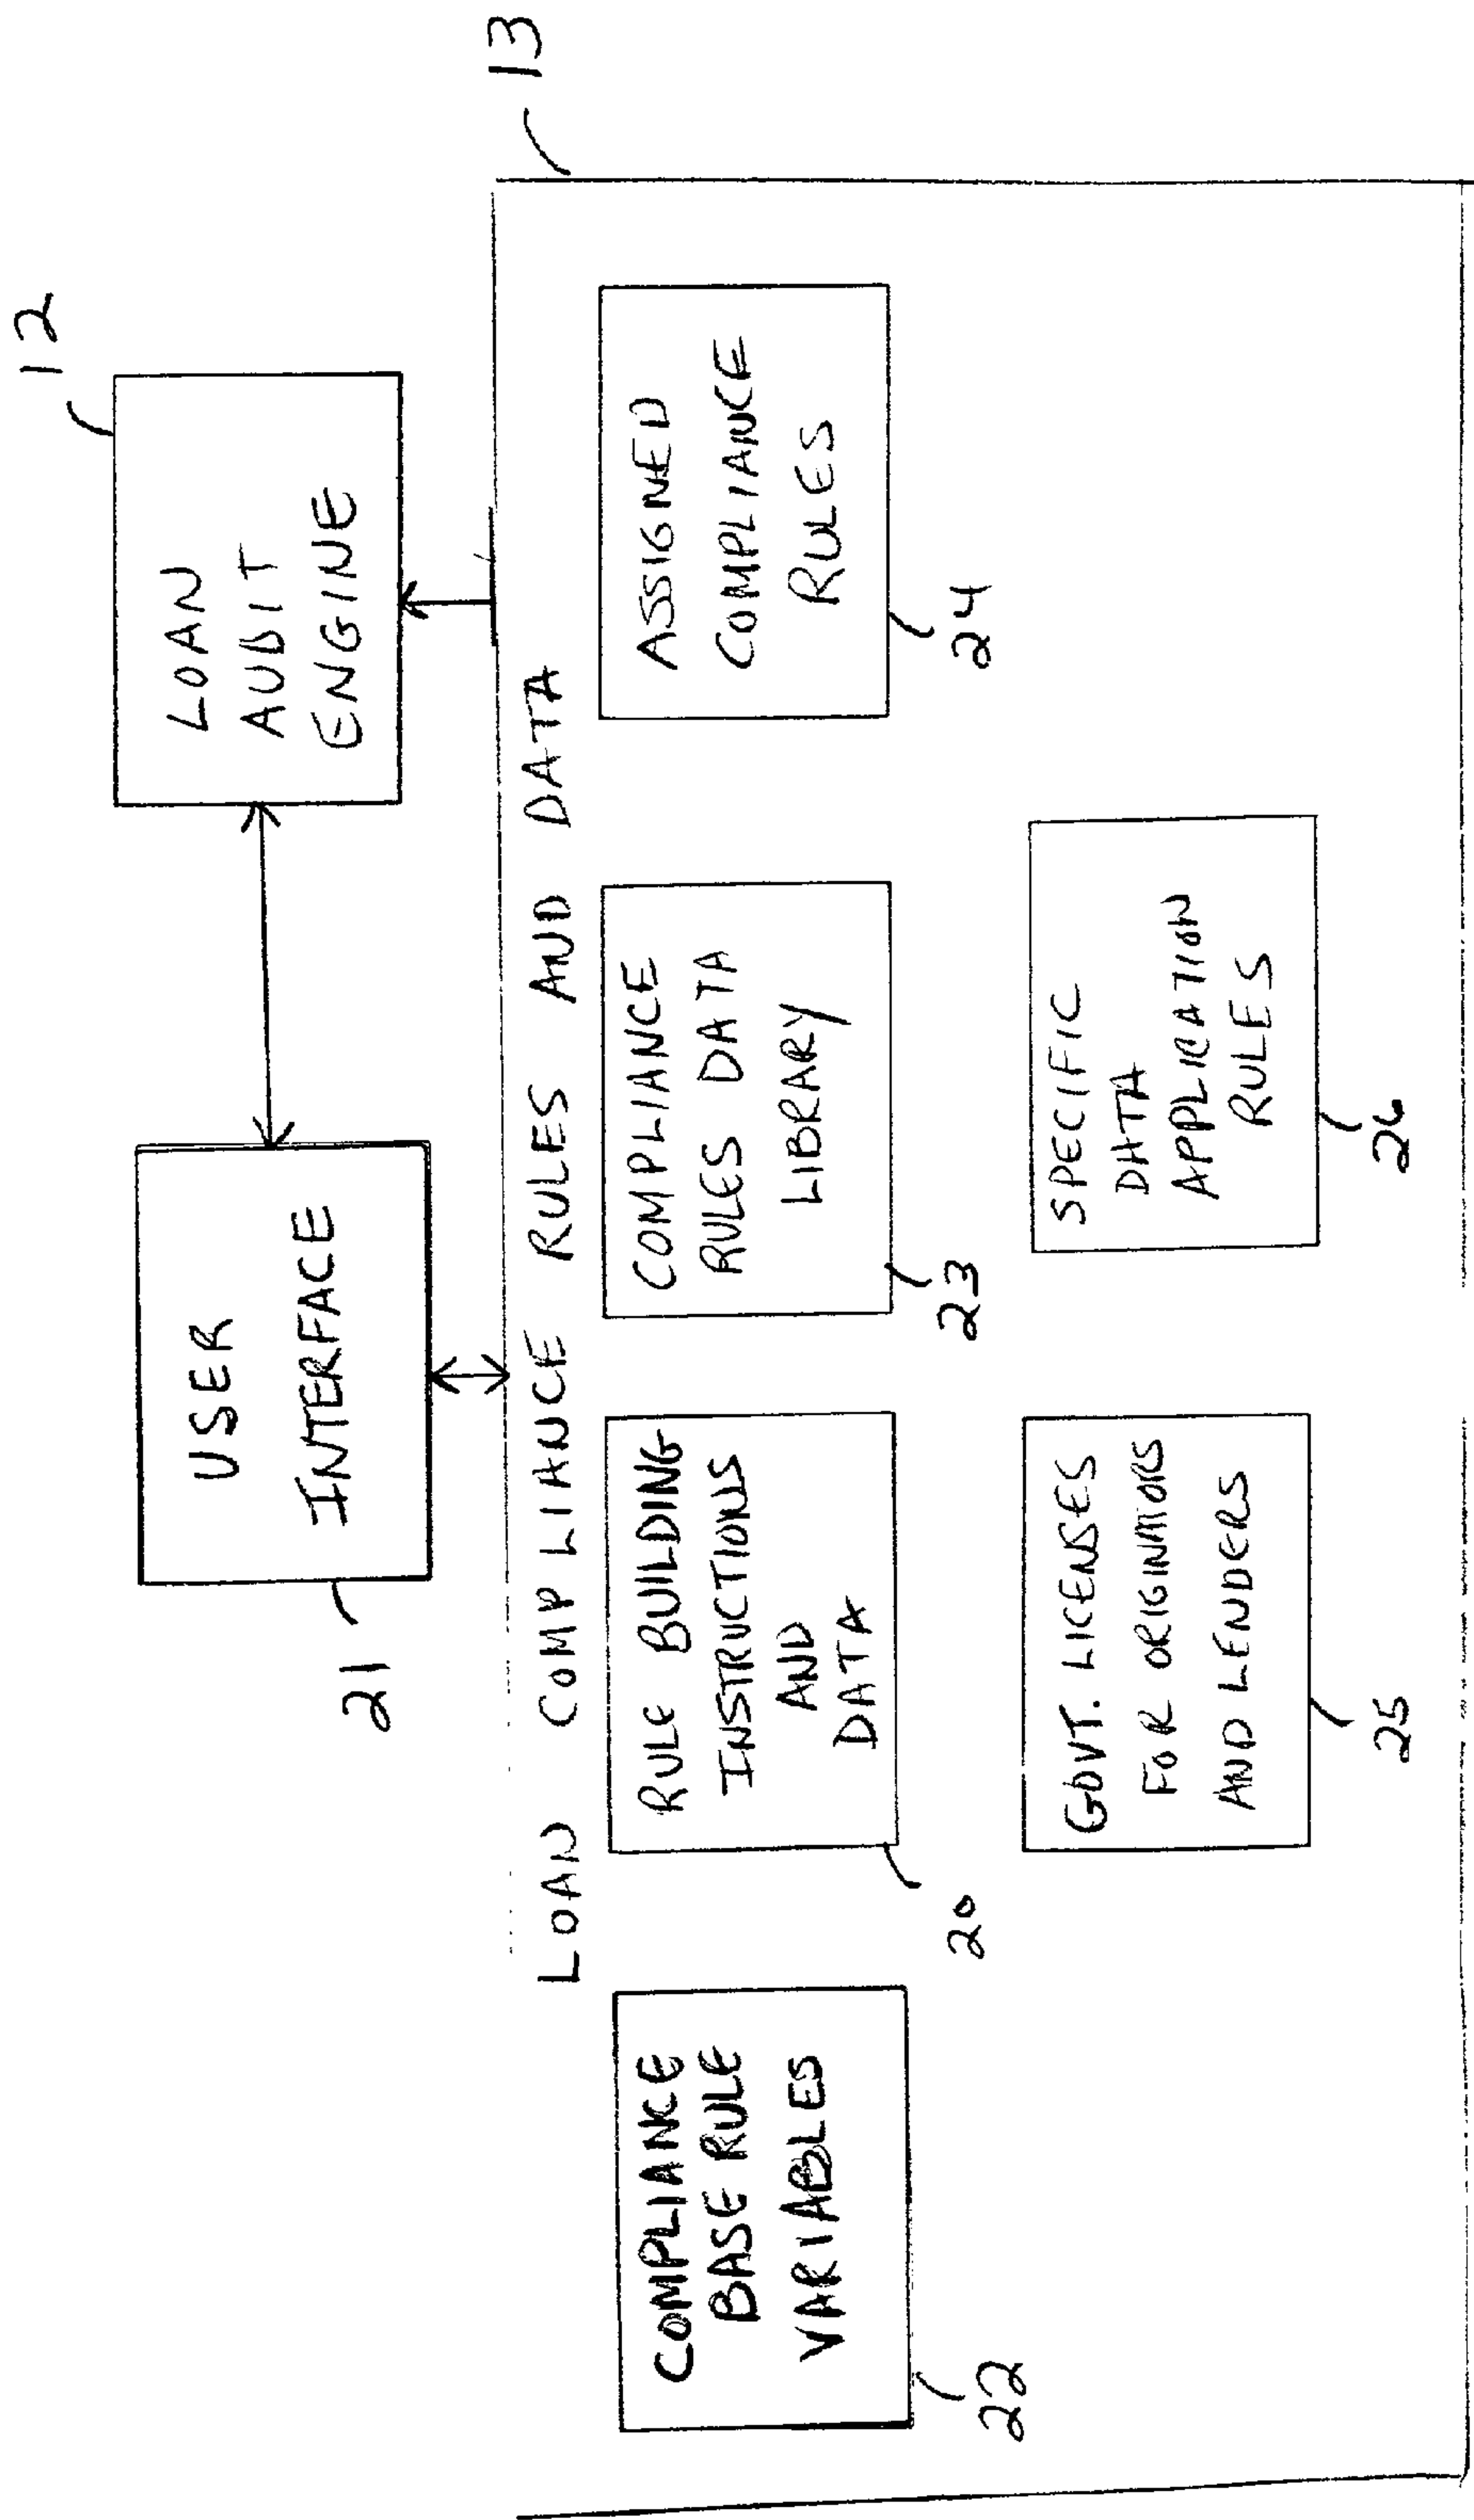 12
LOAN
AUDIT
ENGINE
USER
INTERFACE
21
13
LOAN COMPLIANCE RULES AND DATA
COMPLIANCE
BASE RULE
VARIABLES
22
RULE BUILDING
INSTRUCTIONS
AND
DATA
20
COMPLIANCE
RULES DATA
LIBRARY
23
ASSIGNED
COMPLIANCE
RULES
24
GOVT. LICENSES
FOR ORIGINATORS
AND LENDERS
25
SPECIFIC
DATA
APPLICATION
RULES
26